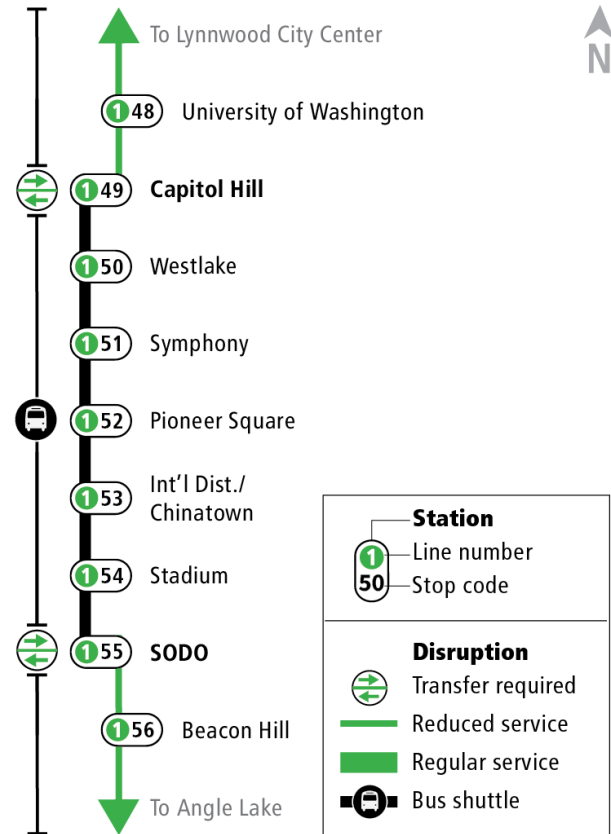 To Lynnwood City Center
N
1 48 University of Washington
1 49 Capitol Hill
1 50 Westlake
1 51 Symphony
1 52 Pioneer Square
1 53 Int'l Dist./
Chinatown
1 54 Stadium
1 55 SODO
1 56 Beacon Hill
To Angle Lake
Station
1 Line number
50 Stop code
Disruption
Transfer required
Reduced service
Regular service
Bus shuttle